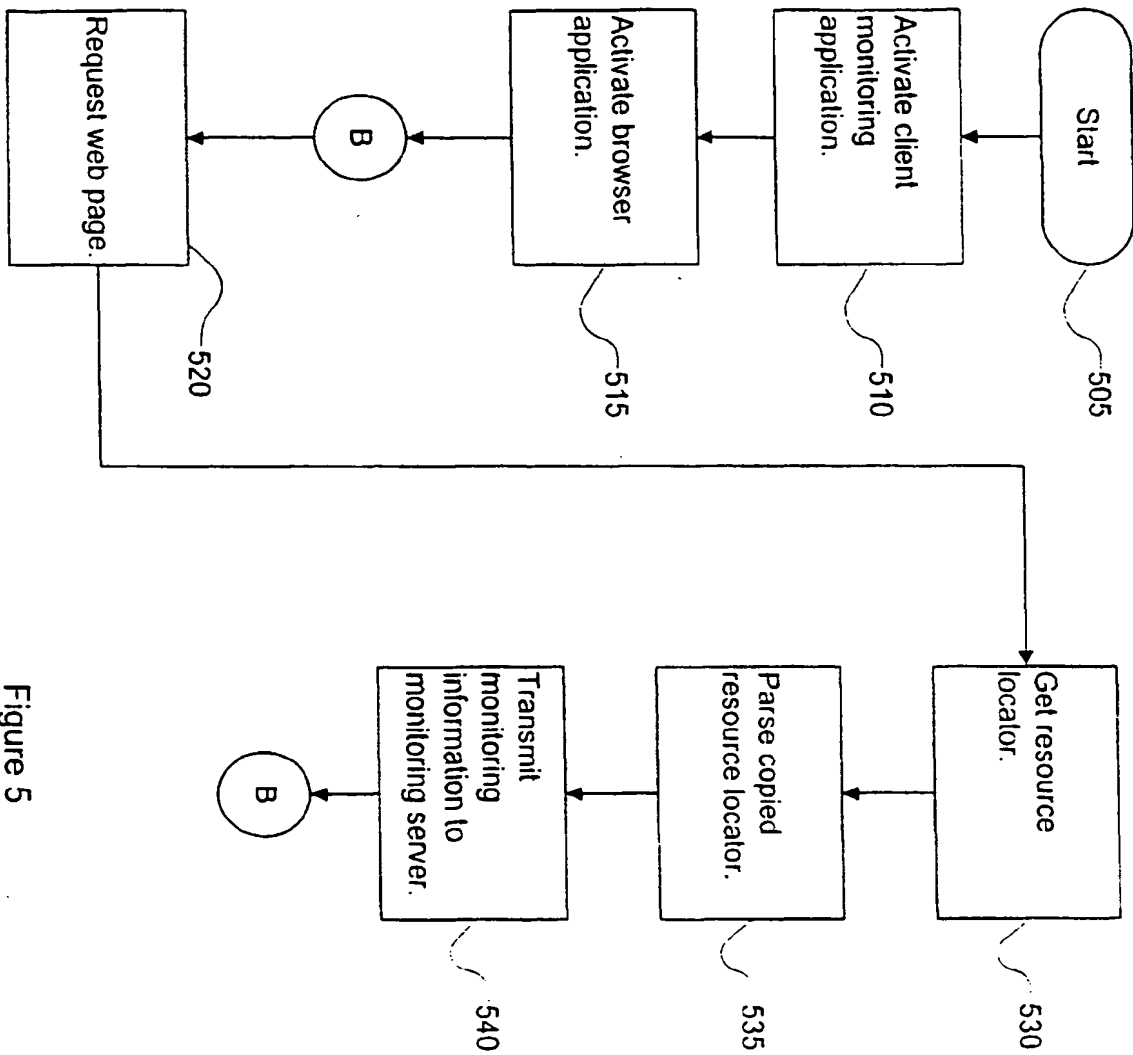 Start
505
Activate client
monitoring
application.
510
Activate browser
application.
515
B
Request web page.
520
Get resource
locator.
530
Parse copied
resource locator.
535
Transmit
monitoring
information to
monitoring server.
540
B
Figure 5